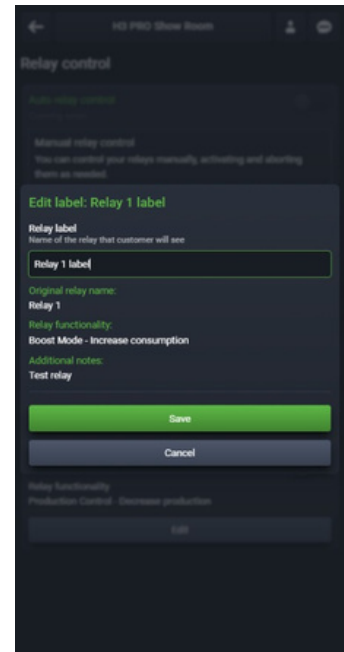 H3 PRO Show Room
Relay control
Auto relay control
Manual relay control
You can control your relays manually, activating and aborting
them as needed.
Edit label: Relay 1 label
Relay label
Name of the relay that customer will see
Relay 1 label
Original relay name:
Relay 1
Relay functionality:
Boost Mode - Increase consumption
Additional notes:
Test relay
Save
Cancel
Relay functionality
Production Control - Decrease production
Edit